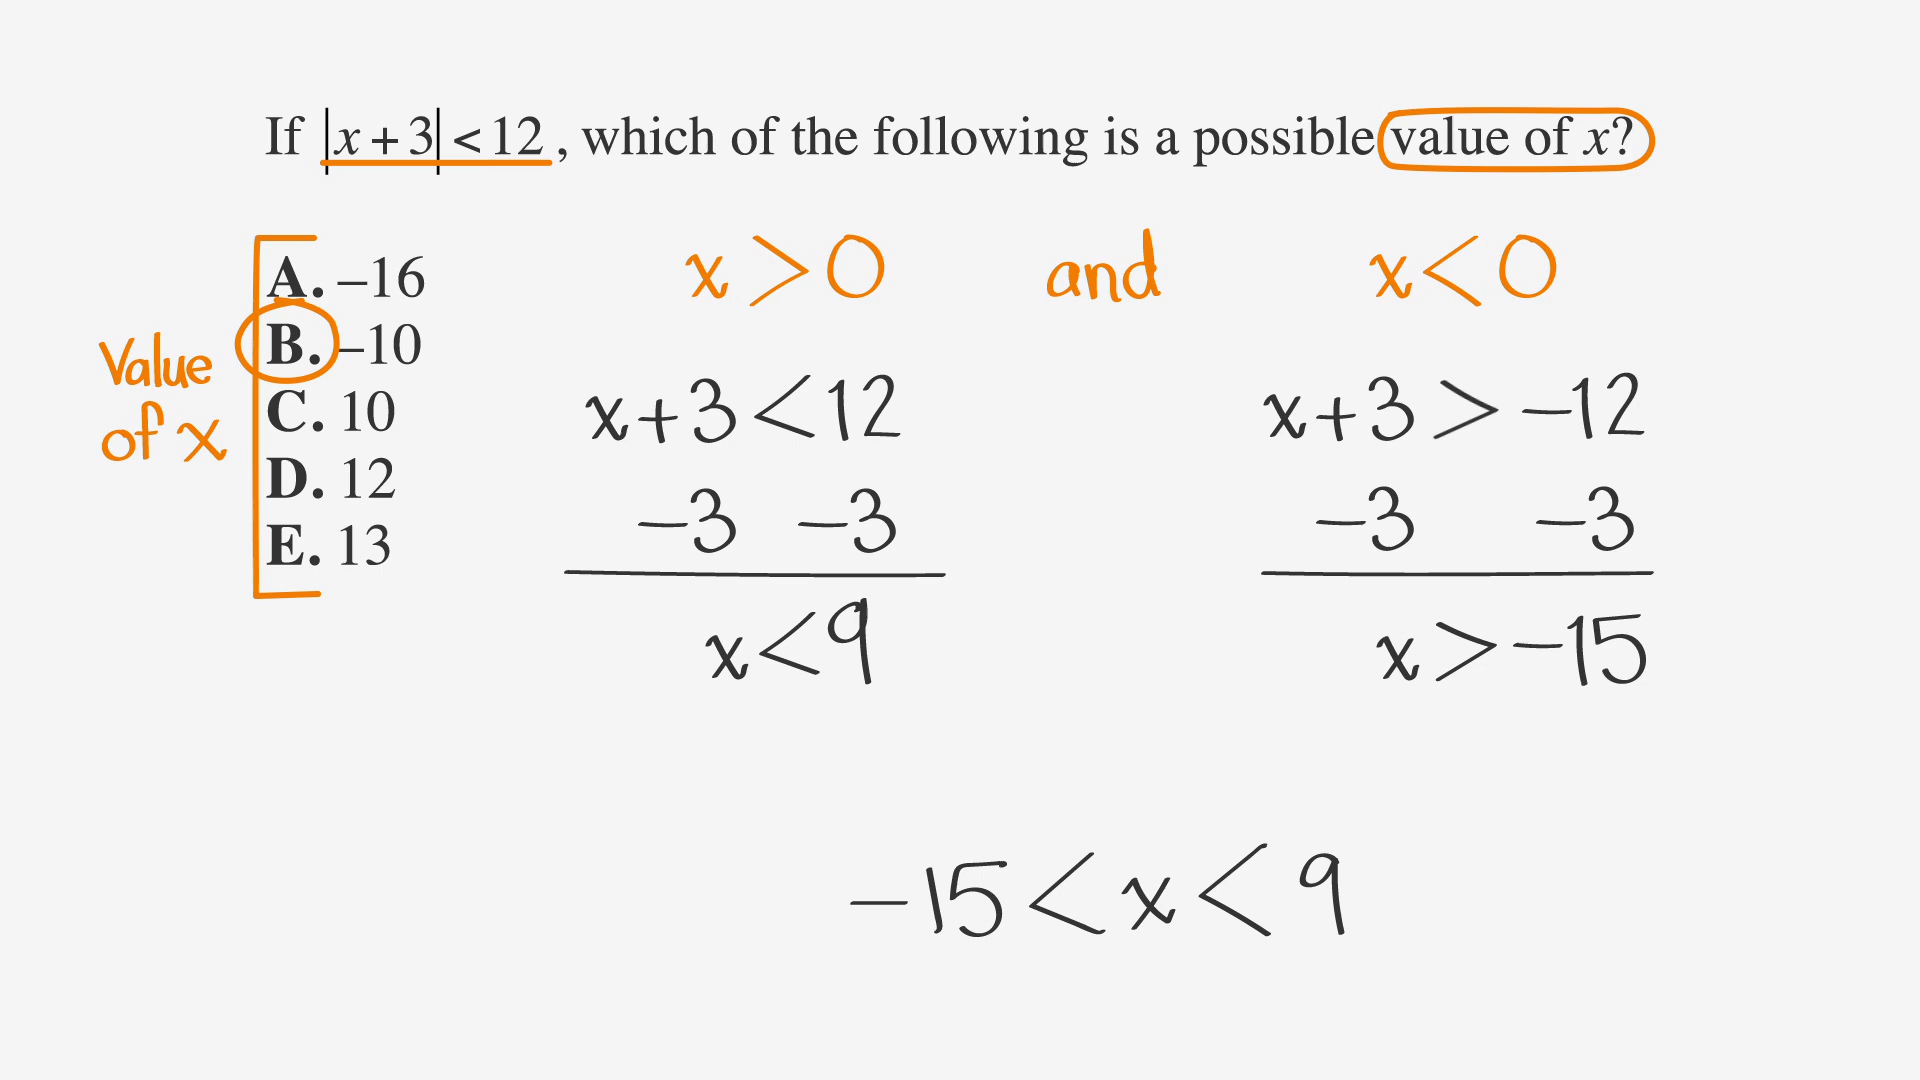 If |x + 3| < 12, which of the following is a possible value of x?
A. –16
B. –10
C. 10
D. 12
E. 13
Value
of x
x > 0 and x < 0
x + 3 < 12
–3 –3
x < 9
x + 3 > –12
–3 –3
x > –15
–15 < x < 9